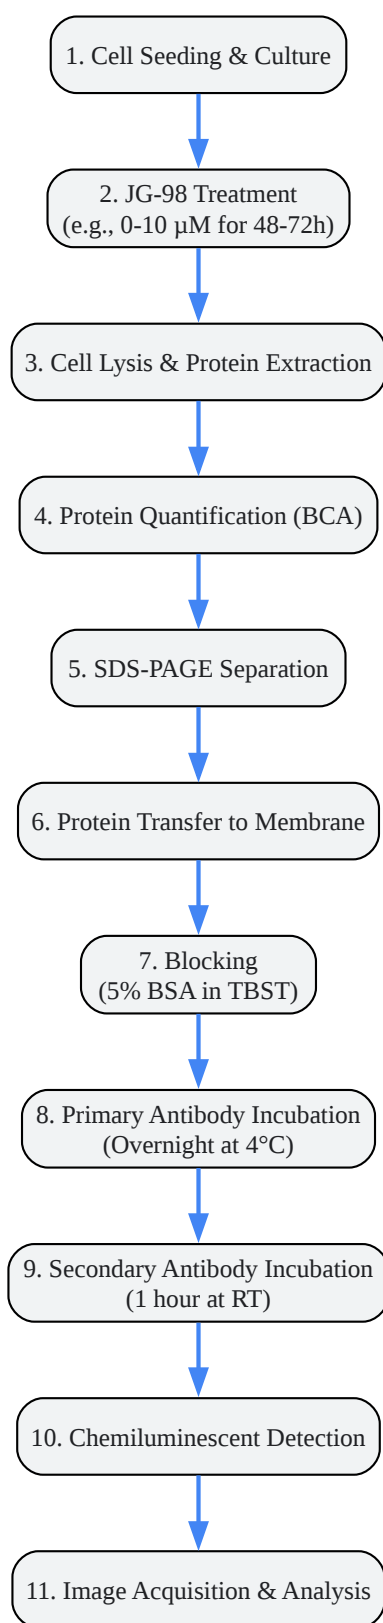 1. Cell Seeding & Culture
2. JG-98 Treatment
(e.g., 0-10 µM for 48-72h)
3. Cell Lysis & Protein Extraction
4. Protein Quantification (BCA)
5. SDS-PAGE Separation
6. Protein Transfer to Membrane
7. Blocking
(5% BSA in TBST)
8. Primary Antibody Incubation
(Overnight at 4°C)
9. Secondary Antibody Incubation
(1 hour at RT)
10. Chemiluminescent Detection
11. Image Acquisition & Analysis